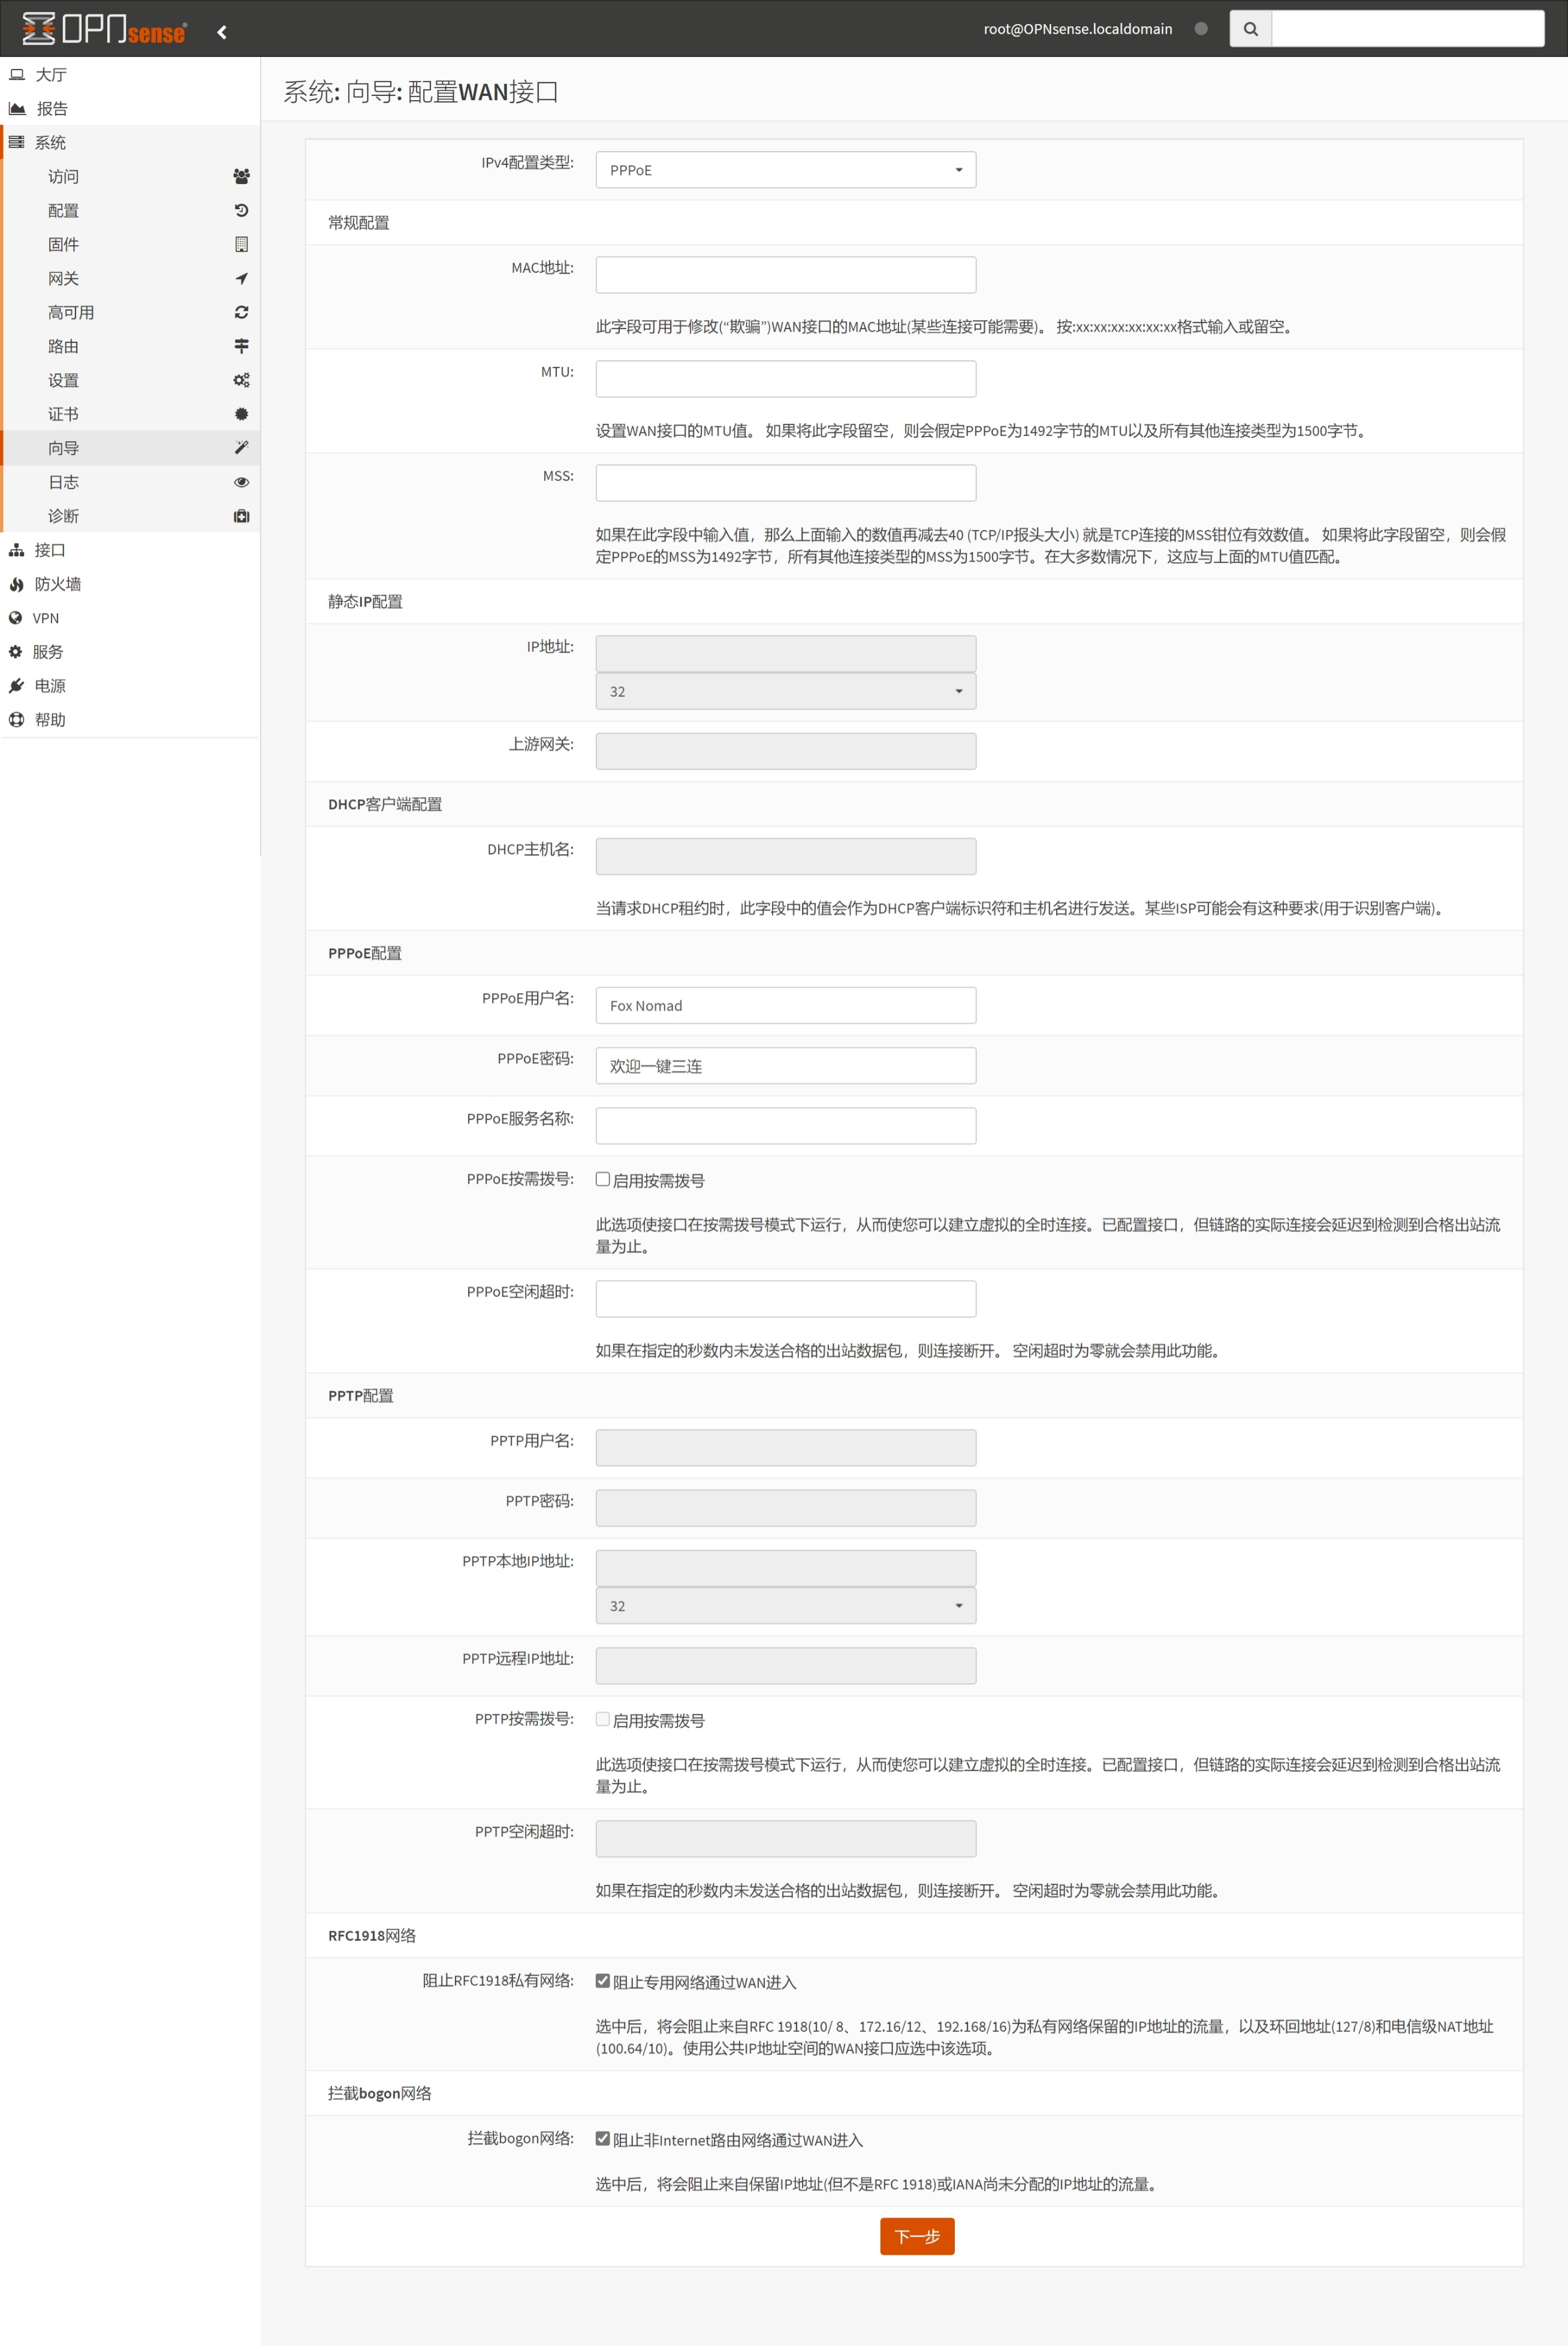 OPNsense®
root@OPNsense.localdomain
大厅
报告
系统
访问
配置
固件
网关
高可用
路由
设置
证书
向导
日志
诊断
接口
防火墙
VPN
服务
电源
帮助
系统: 向导: 配置WAN接口
IPv4配置类型:
PPPoE
常规配置
MAC地址:
此字段可用于修改(“欺骗”)WAN接口的MAC地址(某些连接可能需要)。 按:xx:xx:xx:xx:xx:xx格式输入或留空。
MTU:
设置WAN接口的MTU值。 如果将此字段留空，则会假定PPPoE为1492字节的MTU以及所有其他连接类型为1500字节。
MSS:
如果在此字段中输入值，那么上面输入的数值再减去40 (TCP/IP报头大小) 就是TCP连接的MSS钳位有效数值。 如果将此字段留空，则会假
定PPPoE的MSS为1492字节，所有其他连接类型的MSS为1500字节。在大多数情况下，这应与上面的MTU值匹配。
静态IP配置
IP地址:
32
上游网关:
DHCP客户端配置
DHCP主机名:
当请求DHCP租约时，此字段中的值会作为DHCP客户端标识符和主机名进行发送。某些ISP可能会有这种要求(用于识别客户端)。
PPPoE配置
PPPoE用户名:
Fox Nomad
PPPoE密码:
欢迎一键三连
PPPoE服务名称:
PPPoE按需拨号:
启用按需拨号
此选项使接口在按需拨号模式下运行，从而使您可以建立虚拟的全时连接。已配置接口，但链路的实际连接会延迟到检测到合格出站流
量为止。
PPPoE空闲超时:
如果在指定的秒数内未发送合格的出站数据包，则连接断开。 空闲超时为零就会禁用此功能。
PPTP配置
PPTP用户名:
PPTP密码:
PPTP本地IP地址:
32
PPTP远程IP地址:
PPTP按需拨号:
启用按需拨号
此选项使接口在按需拨号模式下运行，从而使您可以建立虚拟的全时连接。已配置接口，但链路的实际连接会延迟到检测到合格出站流
量为止。
PPTP空闲超时:
如果在指定的秒数内未发送合格的出站数据包，则连接断开。 空闲超时为零就会禁用此功能。
RFC1918网络
阻止RFC1918私有网络:
阻止专用网络通过WAN进入
选中后，将会阻止来自RFC 1918(10/ 8、172.16/12、192.168/16)为私有网络保留的IP地址的流量，以及环回地址(127/8)和电信级NAT地址
(100.64/10)。使用公共IP地址空间的WAN接口应选中该选项。
拦截bogon网络
拦截bogon网络:
阻止非Internet路由网络通过WAN进入
选中后，将会阻止来自保留IP地址(但不是RFC 1918)或IANA尚未分配的IP地址的流量。
下一步